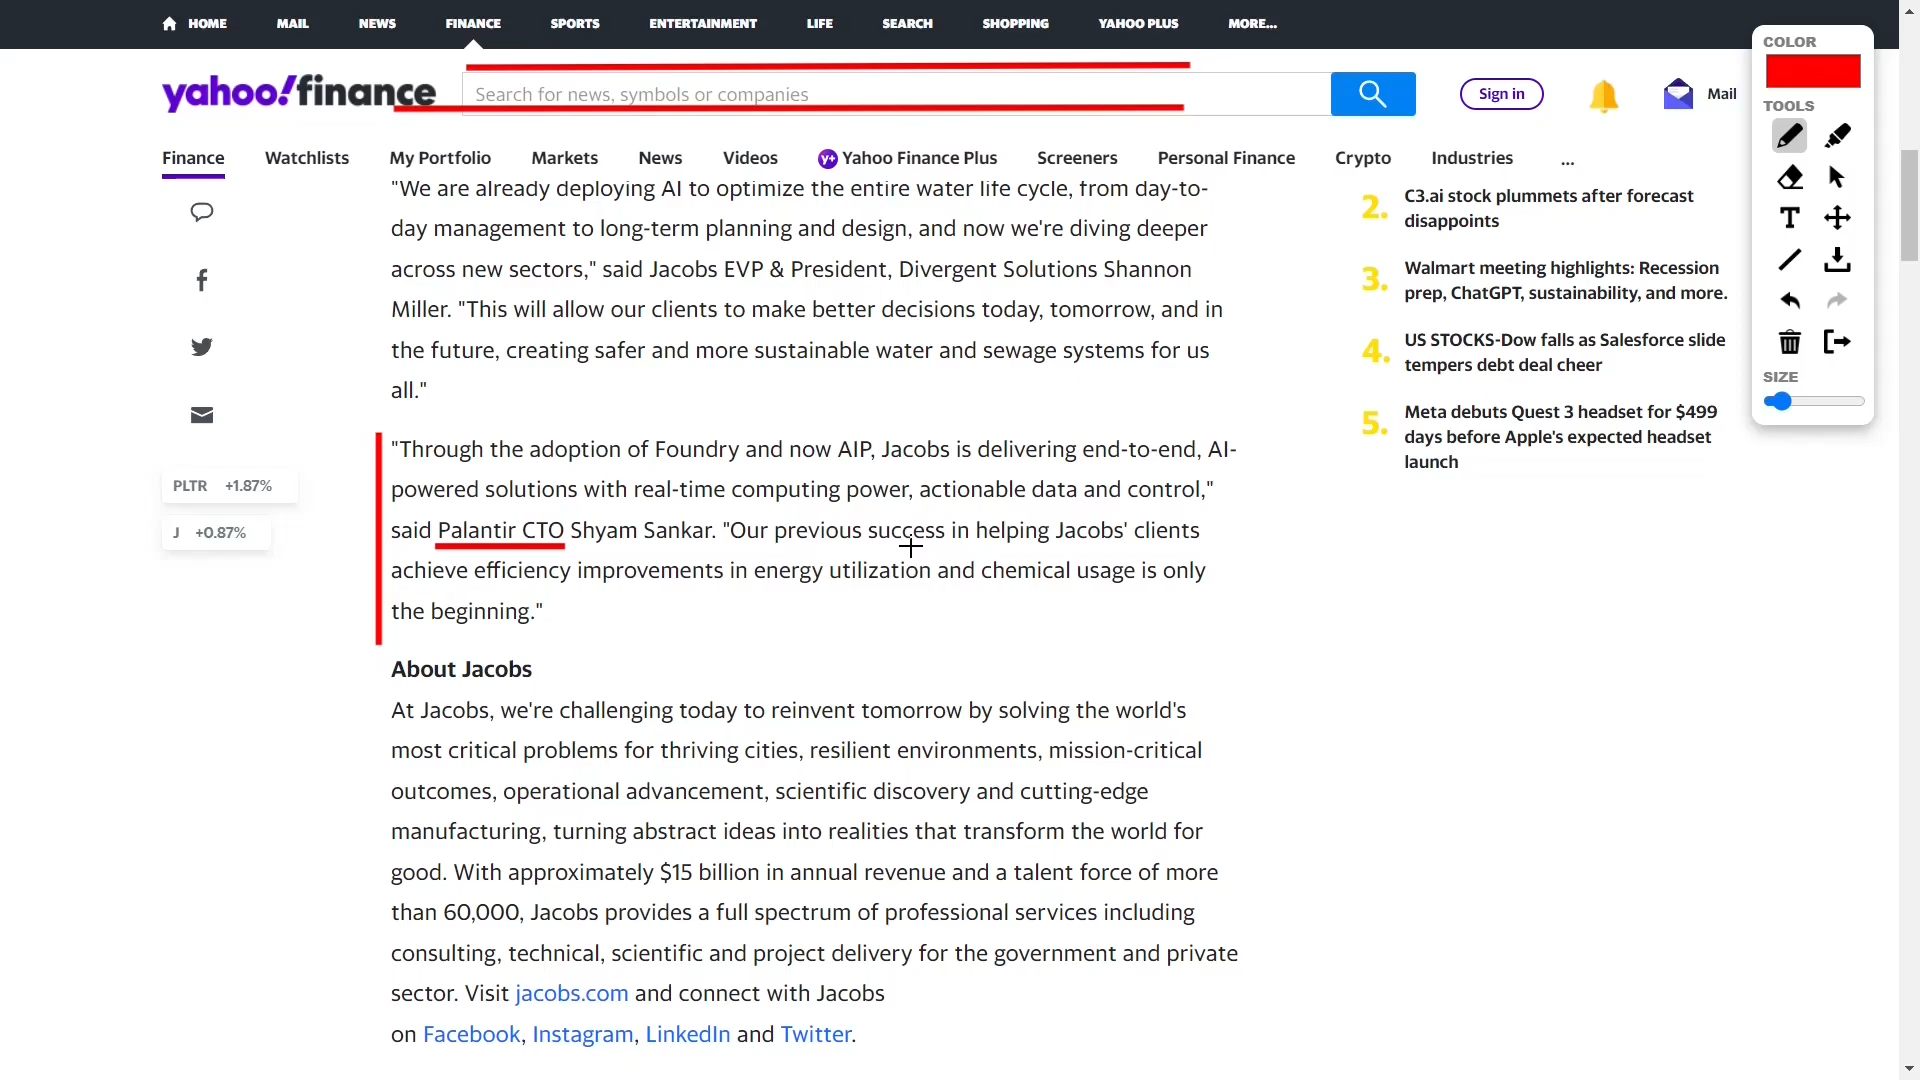 HOME MAIL NEWS FINANCE SPORTS ENTERTAINMENT LIFE SEARCH SHOPPING YAHOO PLUS MORE...
yahoo!finance
Search for news, symbols or companies
Sign in
Mail
Finance Watchlists My Portfolio Markets News Videos Y+ Yahoo Finance Plus Screeners Personal Finance Crypto Industries ...
"We are already deploying AI to optimize the entire water life cycle, from day-to-
day management to long-term planning and design, and now we're diving deeper
across new sectors," said Jacobs EVP & President, Divergent Solutions Shannon
Miller. "This will allow our clients to make better decisions today, tomorrow, and in
the future, creating safer and more sustainable water and sewage systems for us
all."
"Through the adoption of Foundry and now AIP, Jacobs is delivering end-to-end, AI-
powered solutions with real-time computing power, actionable data and control,"
said Palantir CTO Shyam Sankar. "Our previous success in helping Jacobs' clients
achieve efficiency improvements in energy utilization and chemical usage is only
the beginning."
About Jacobs
At Jacobs, we're challenging today to reinvent tomorrow by solving the world's
most critical problems for thriving cities, resilient environments, mission-critical
outcomes, operational advancement, scientific discovery and cutting-edge
manufacturing, turning abstract ideas into realities that transform the world for
good. With approximately $15 billion in annual revenue and a talent force of more
than 60,000, Jacobs provides a full spectrum of professional services including
consulting, technical, scientific and project delivery for the government and private
sector. Visit jacobs.com and connect with Jacobs
on Facebook, Instagram, LinkedIn and Twitter.
PLTR +1.87%
J +0.87%
2. C3.ai stock plummets after forecast
disappoints
3. Walmart meeting highlights: Recession
prep, ChatGPT, sustainability, and more.
4. US STOCKS-Dow falls as Salesforce slide
tempers debt deal cheer
5. Meta debuts Quest 3 headset for $499
days before Apple's expected headset
launch
COLOR
TOOLS
T
SIZE